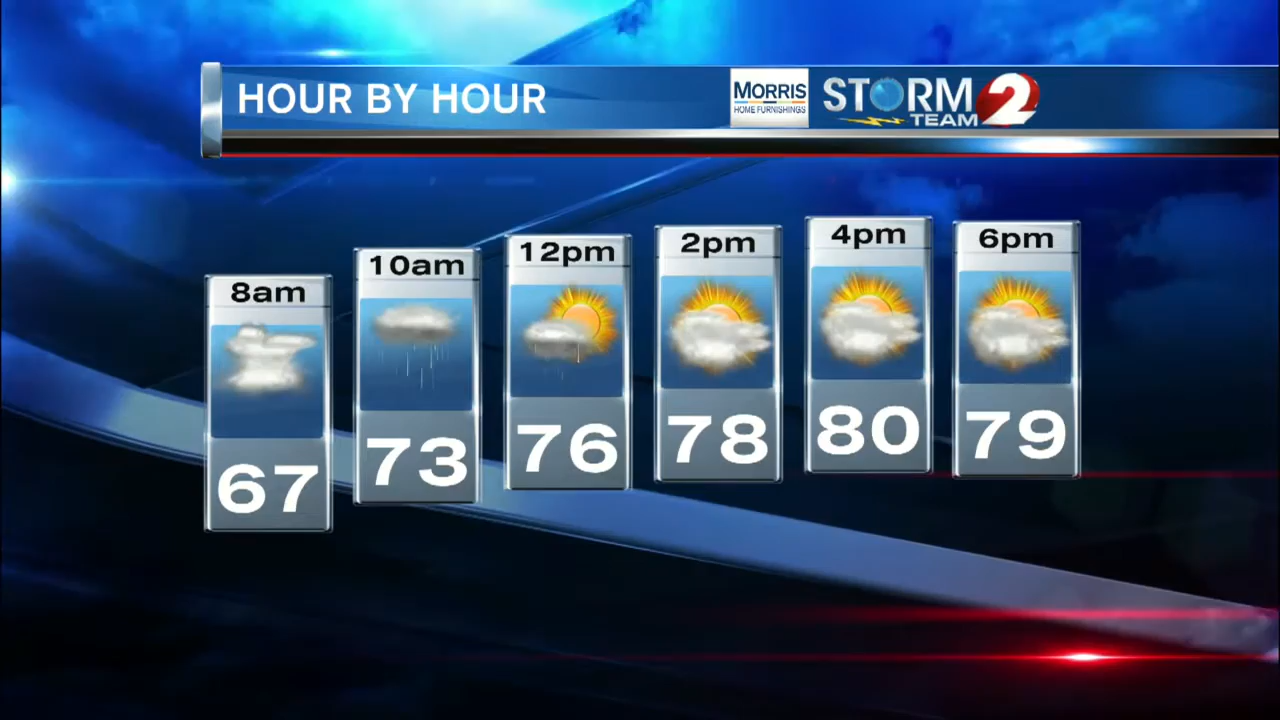 HOUR BY HOUR
MORRIS
HOME FURNISHINGS
STORM
TEAM
2
8am
10am
12pm
2pm
4pm
6pm
67
73
76
78
80
79